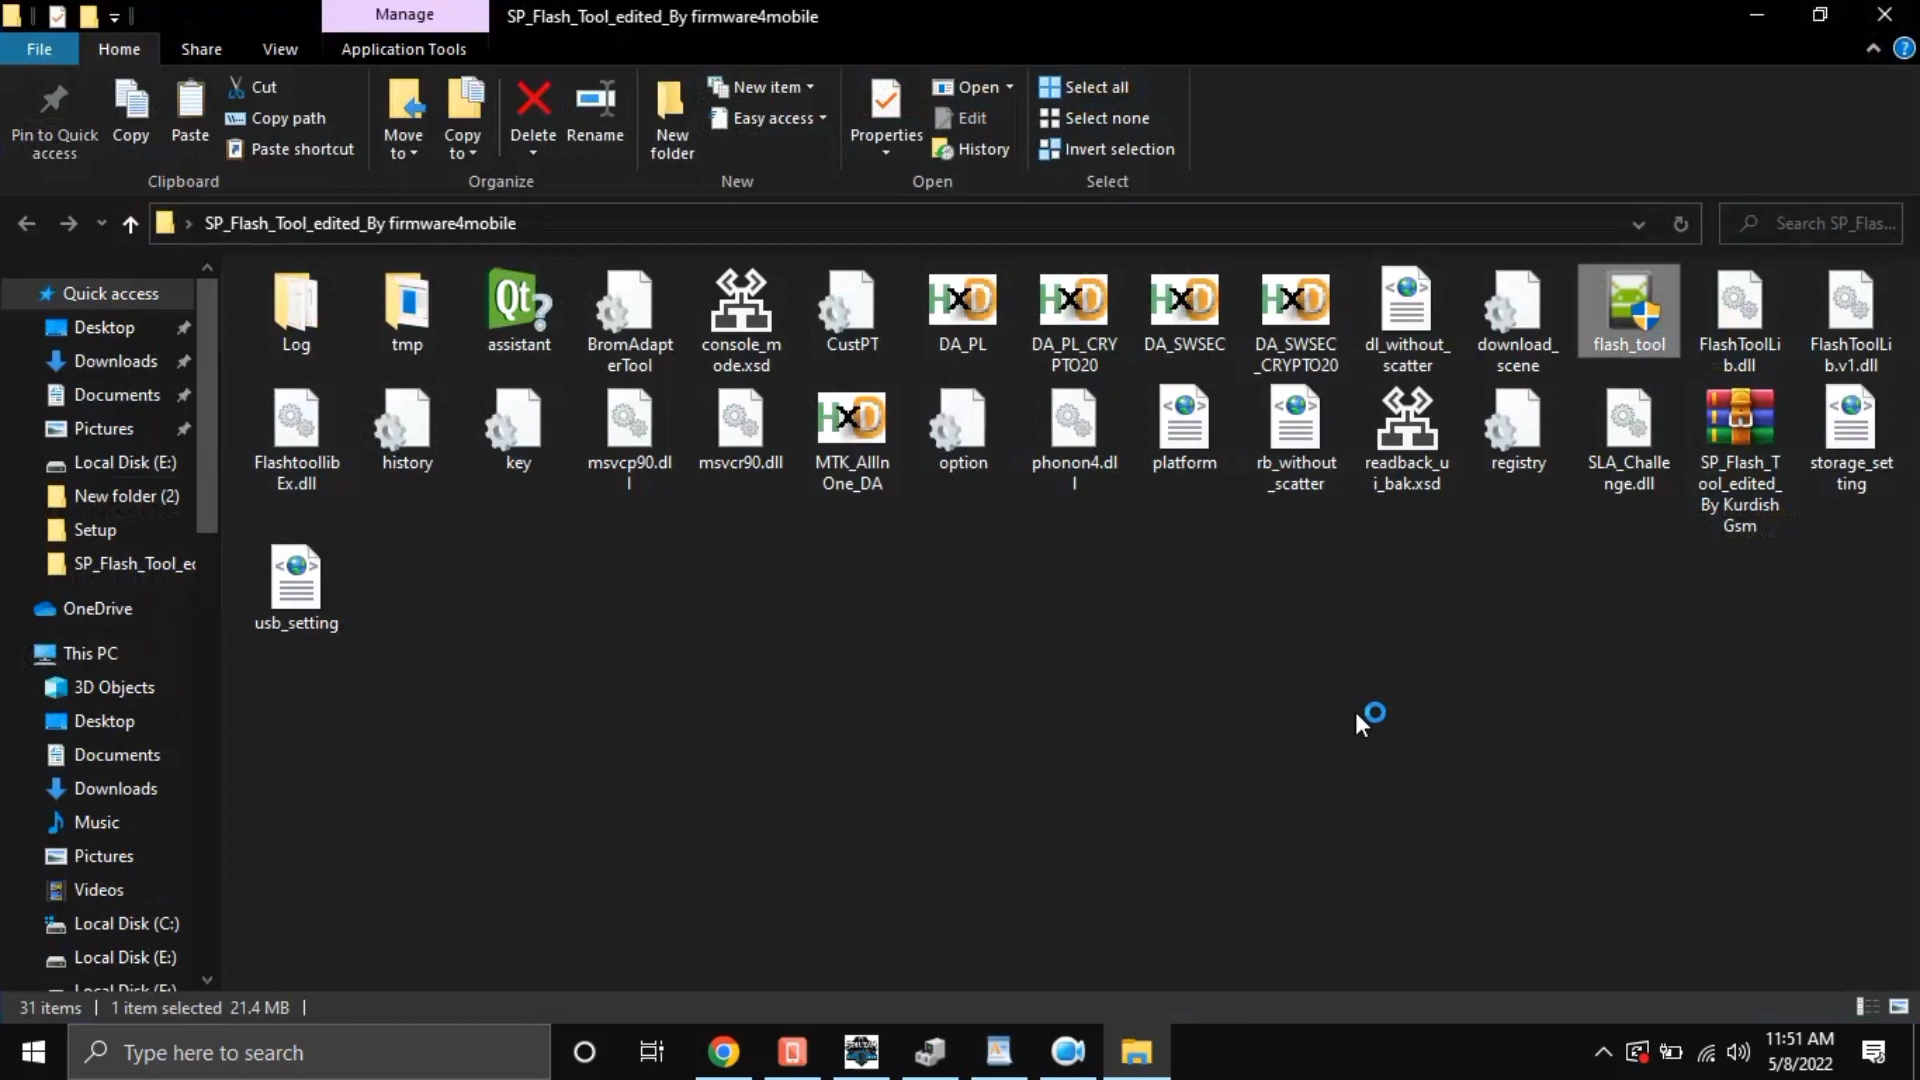 Manage
SP_Flash_Tool_edited_By firmware4mobile
File
Home
Share
View
Application Tools
Pin to Quick
access
Copy
Paste
Cut
Copy path
Paste shortcut
Clipboard
Move
to
Copy
to
Delete
Rename
Organize
New
folder
New item
Easy access
New
Properties
Open
Edit
History
Open
Select all
Select none
Invert selection
Select
SP_Flash_Tool_edited_By firmware4mobile
Search SP_Flas...
Quick access
Desktop
Downloads
Documents
Pictures
Local Disk (E:)
New folder (2)
Setup
SP_Flash_Tool_ec
OneDrive
This PC
3D Objects
Desktop
Documents
Downloads
Music
Pictures
Videos
Local Disk (C:)
Local Disk (E:)
Log
tmp
Qt
?
assistant
BromAdap
terTool
console_m
ode.xsd
CustPT
HxD
DA_PL
HxD
DA_PL_CRY
PTO20
HxD
DA_SWSEC
HxD
DA_SWSEC
_CRYPTO20
dl_without_
scatter
download_
scene
flash_tool
FlashToolLi
b.dll
FlashToolLi
b.v1.dll
Flashtoollib
Ex.dll
history
key
msvcp90.dl
l
msvcr90.dll
HxD
MTK_AllIn
One_DA
option
phonon4.dl
l
platform
rb_without
_scatter
readback_u
i_bak.xsd
registry
SLA_Challe
nge.dll
SP_Flash_T
ool_edited_
By Kurdish
Gsm
storage_set
ting
usb_setting
31 items
1 item selected 21.4 MB
Type here to search
11:51 AM
5/8/2022